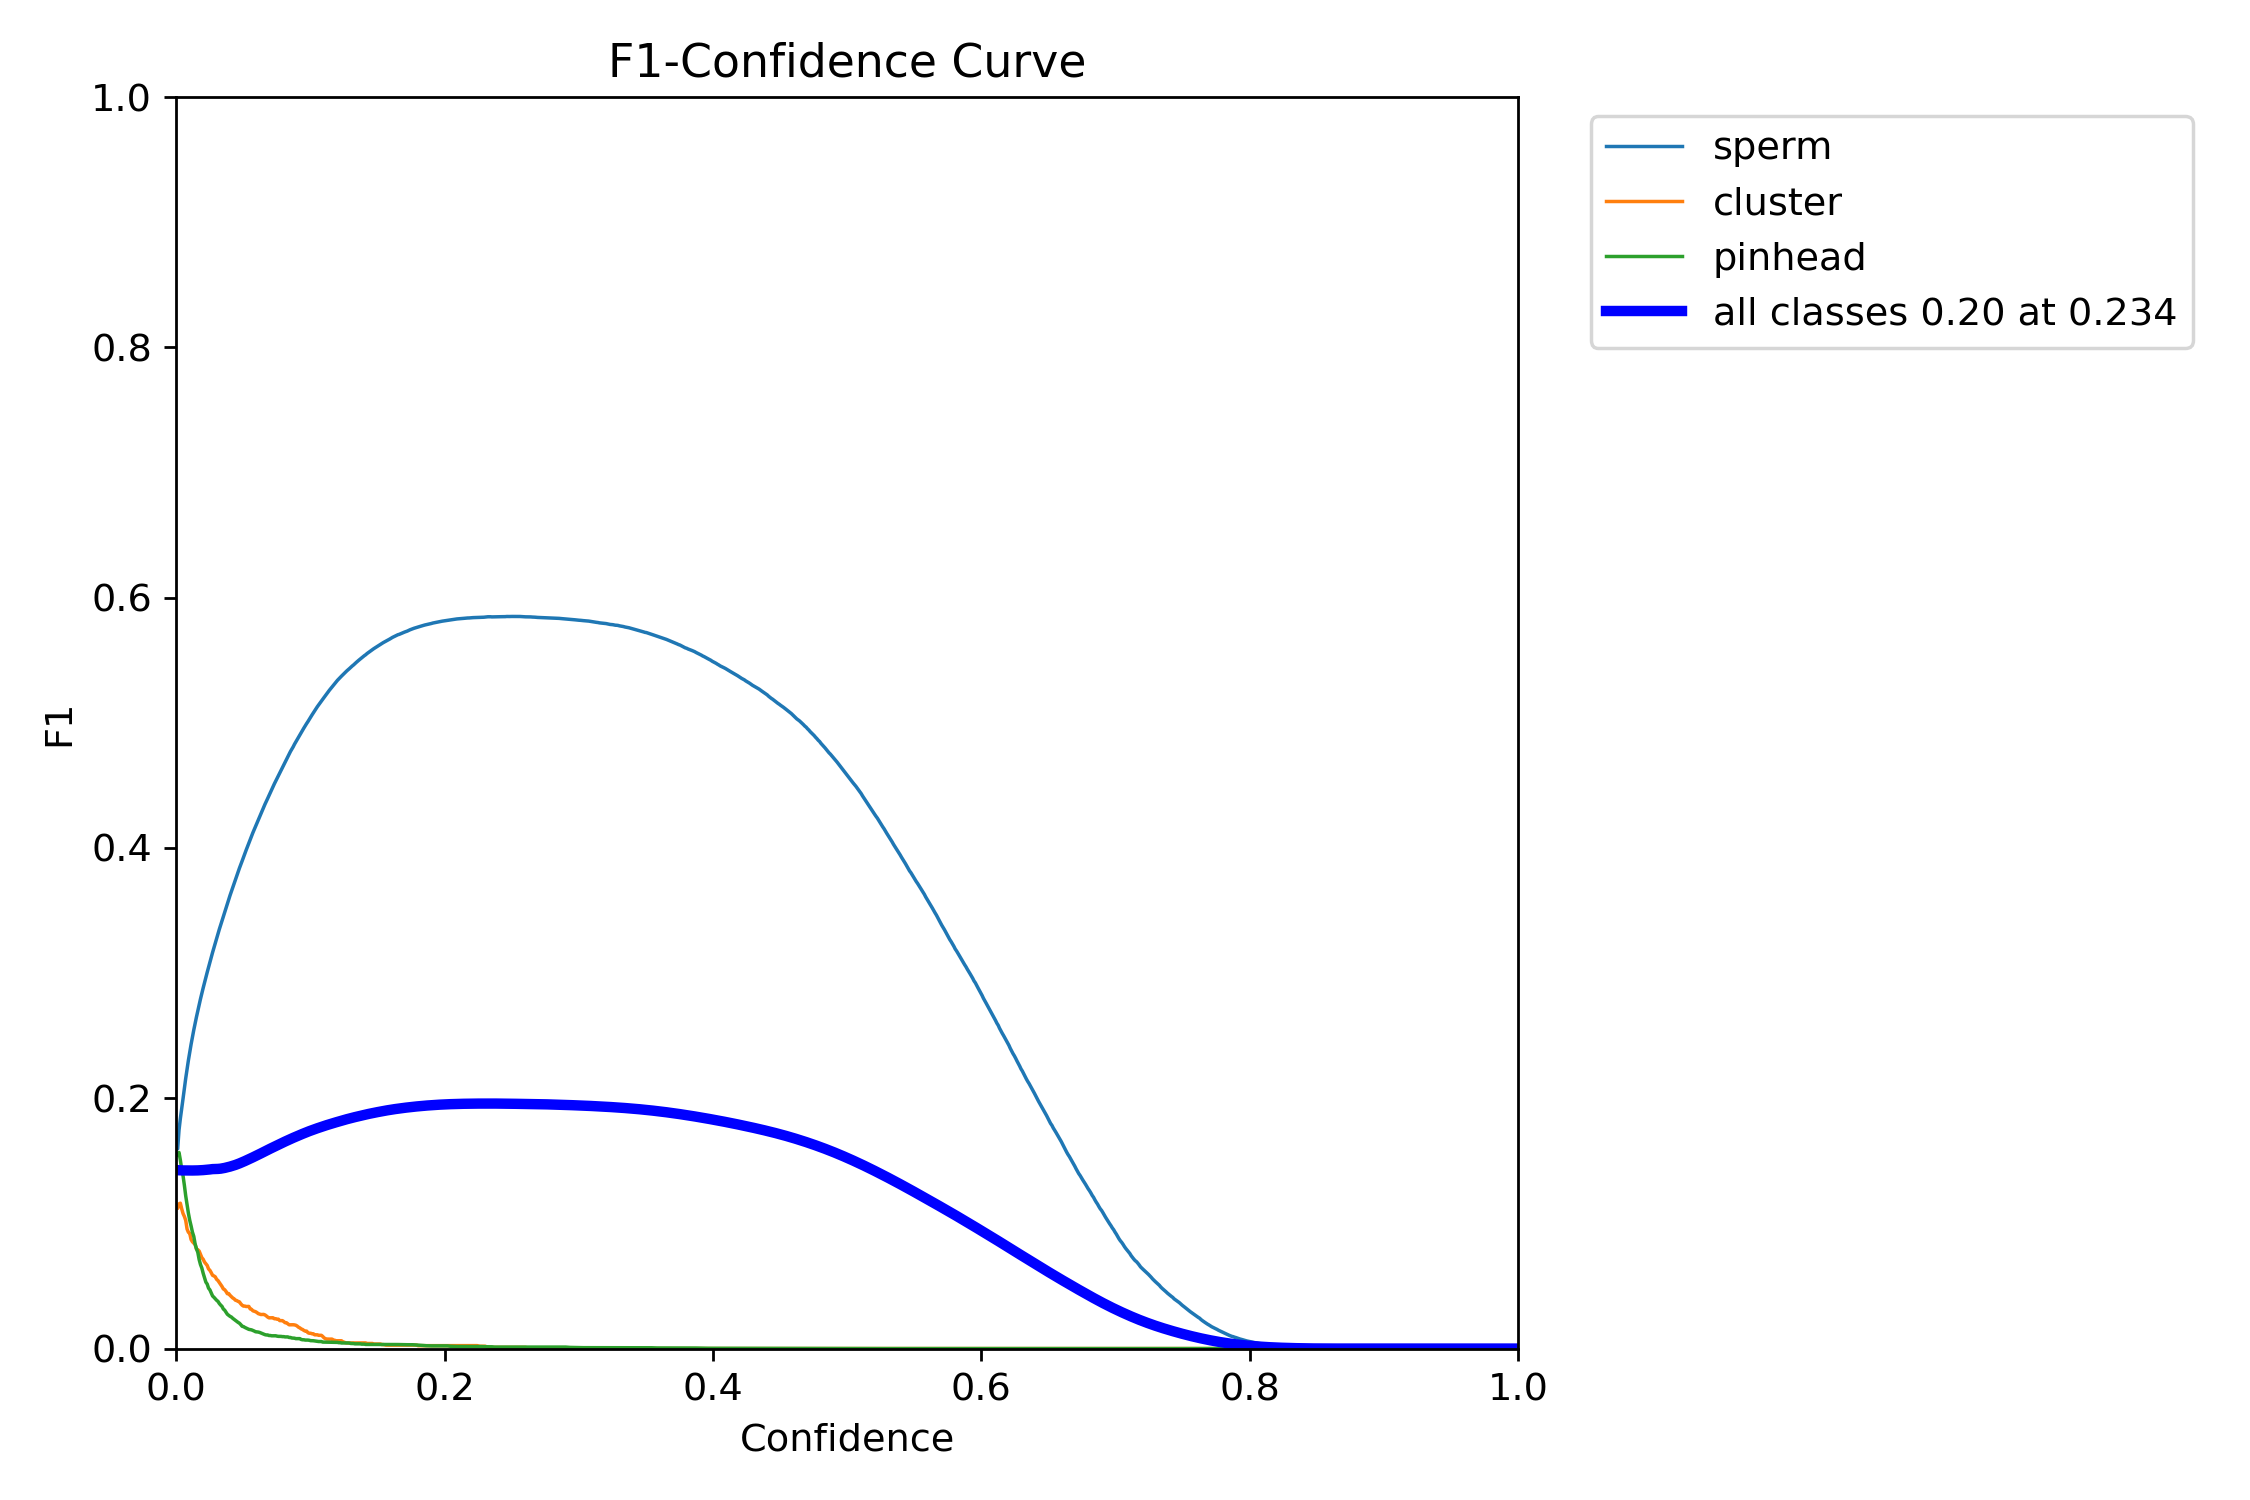 F1-Confidence Curve
1.0
0.8
0.6
0.4
0.2
0.0
F1
0.0 0.2 0.4 0.6 0.8 1.0
Confidence
sperm
cluster
pinhead
all classes 0.20 at 0.234